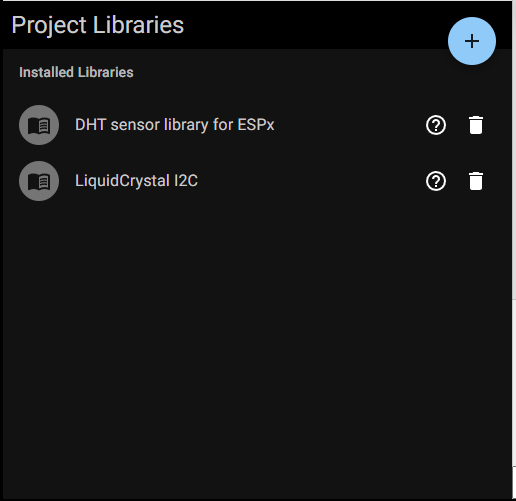 Project Libraries
Installed Libraries
DHT sensor library for ESPx
LiquidCrystal I2C